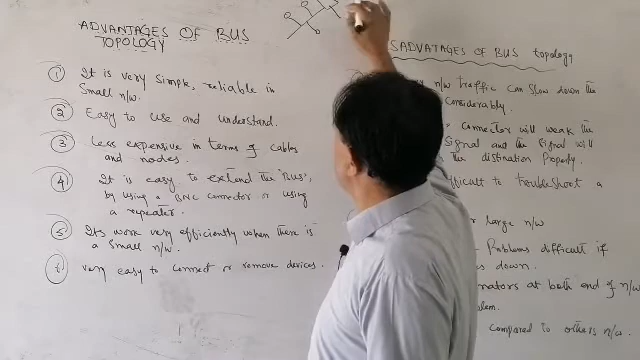 ADVANTAGES OF BUS
TOPOLOGY
1 It is very simple, reliable in
Small n/w.
2 Easy to use and understand.
3 Less expensive in terms of cables
and nodes.
4 It is easy to extend the 'BUS',
by using a BNC connector or using
a repeater.
5 Its work very efficiently when there is
a Small n/w.
6 very easy to connect or remove devices.
SADVATAGES OF BUS topology
n/w traffic can slow down the
Considerably.
Connector will weak the
Signal and the Signal will
the distnation Properly.
difficult to troubleshoot a
or large n/w
Problems difficult if
down.
nators at both end of n/w
compared to others n/w.